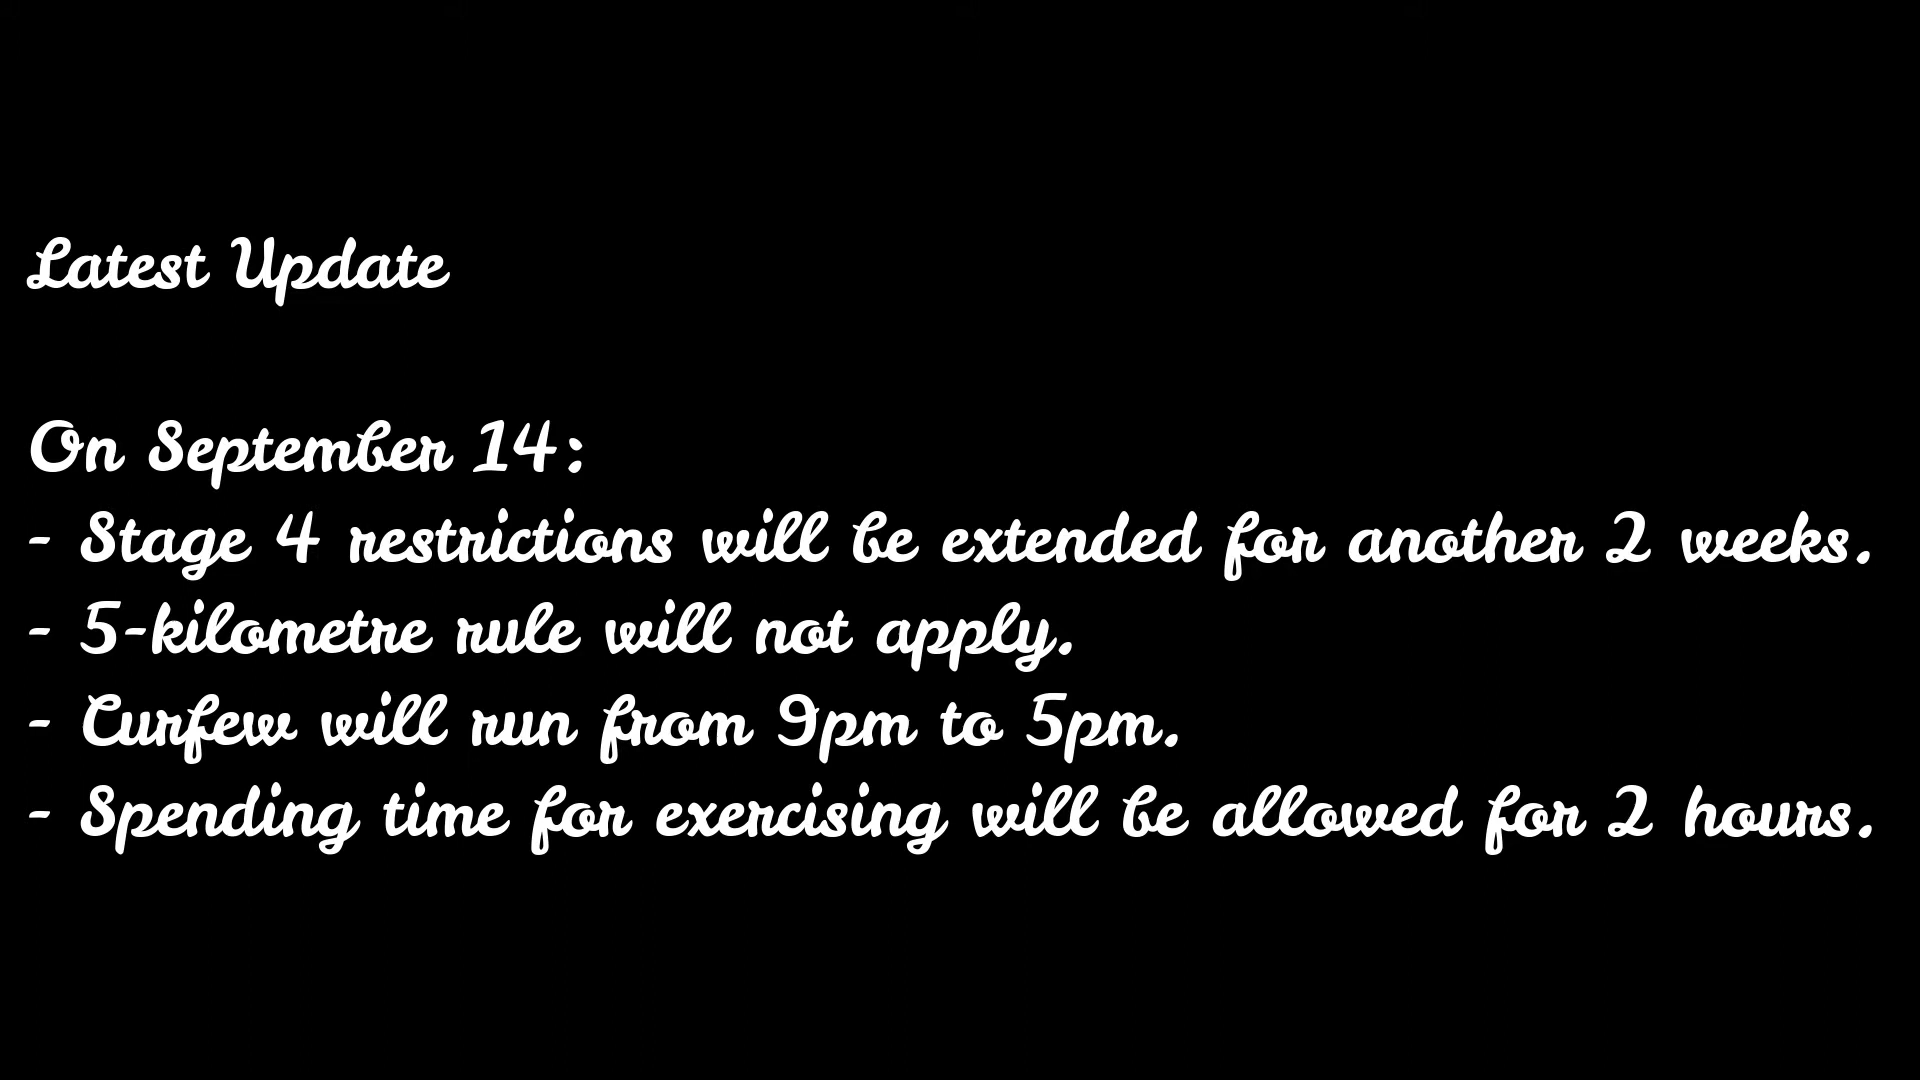 Latest Update
On September 14:
- Stage 4 restrictions will be extended for another 2 weeks.
- 5-kilometre rule will not apply.
- Curfew will run from 9pm to 5pm.
- Spending time for exercising will be allowed for 2 hours.